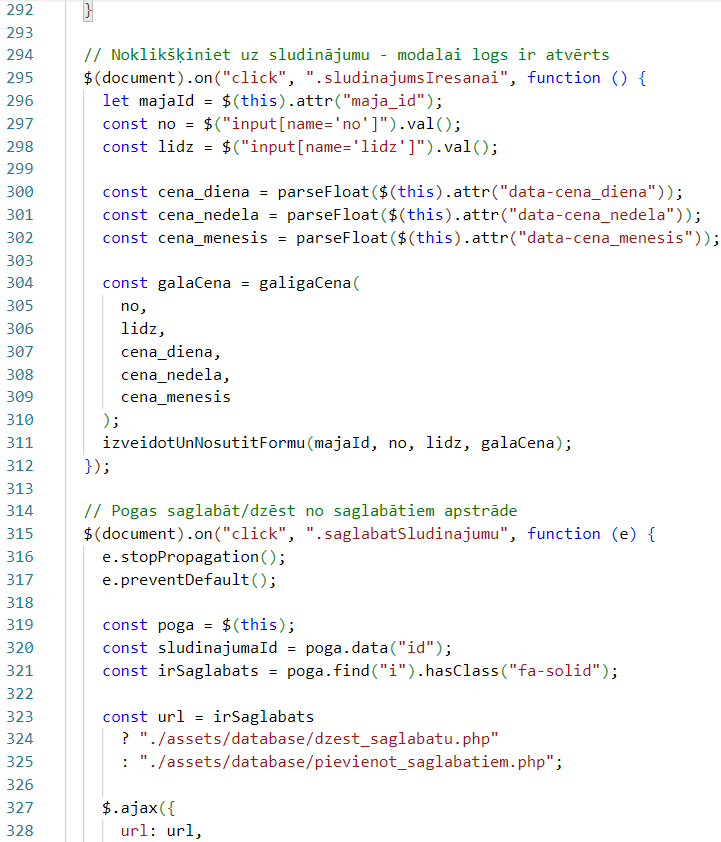 292 }
293
294 // Noklikšķiniet uz sludinājumu - modalai logs ir atvērts
295 $(document).on("click", ".sludinajumsIresanai", function () {
296 let majaId = $(this).attr("maja_id");
297 const no = $("input[name='no']").val();
298 const lidz = $("input[name='lidz']").val();
299
300 const cena_diena = parseFloat($(this).attr("data-cena_diena"));
301 const cena_nedela = parseFloat($(this).attr("data-cena_nedela"));
302 const cena_menesis = parseFloat($(this).attr("data-cena_menesis"));
303
304 const galaCena = galigaCena(
305 no,
306 lidz,
307 cena_diena,
308 cena_nedela,
309 cena_menesis
310 );
311 izveidotUnNosutitFormu(majaId, no, lidz, galaCena);
312 });
313
314 // Pogas saglabāt/dzēst no saglabātiem apstrāde
315 $(document).on("click", ".saglabatSludinajumu", function (e) {
316 e.stopPropagation();
317 e.preventDefault();
318
319 const poga = $(this);
320 const sludinajumaId = poga.data("id");
321 const irSaglabats = poga.find("i").hasClass("fa-solid");
322
323 const url = irSaglabats
324 ? "./assets/database/dzest_saglabatu.php"
325 : "./assets/database/pievienot_saglabatiem.php";
326
327 $.ajax({
328 url: url,